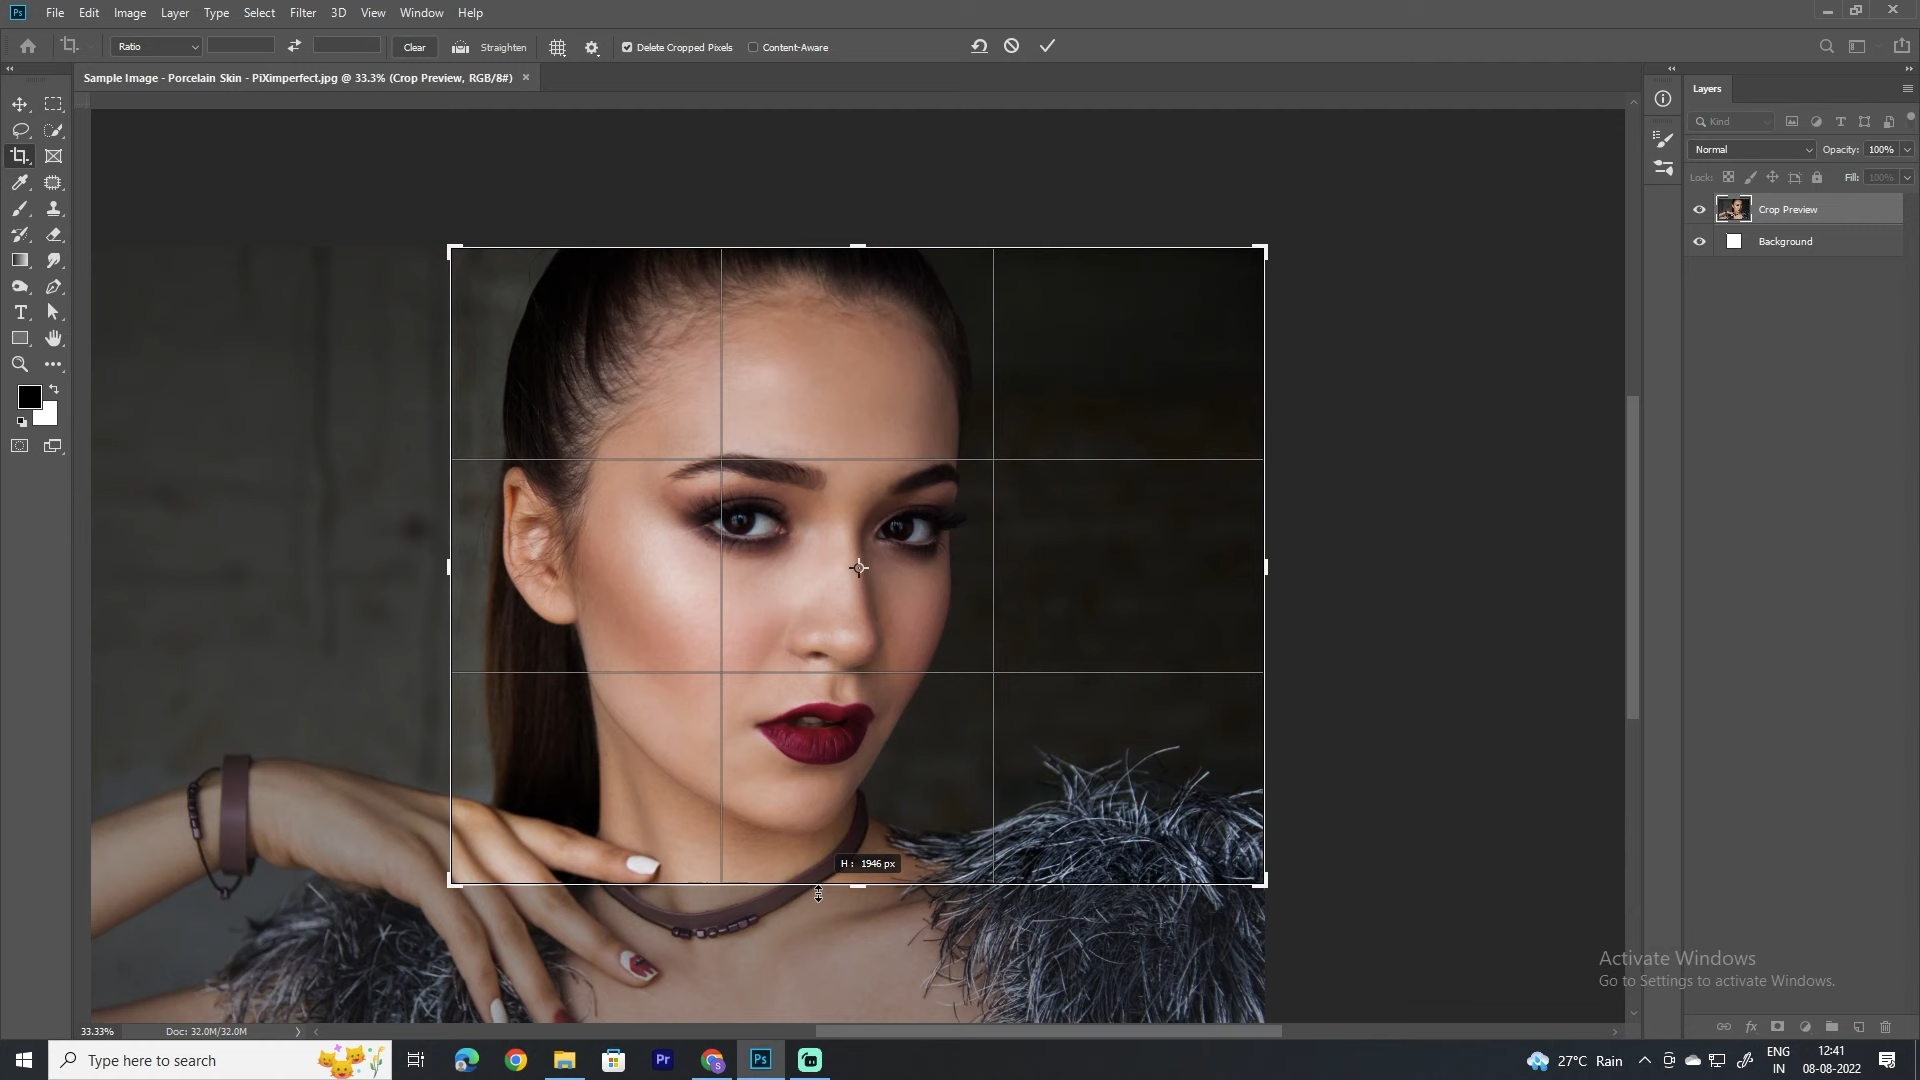 Ps File Edit Image Layer Type Select Filter 3D View Window Help
Ratio Clear Straighten Delete Cropped Pixels Content-Aware
Sample Image - Porcelain Skin - PiXimperfect.jpg @ 33.3% (Crop Preview, RGB/8#) ×
Layers
Kind
Normal Opacity: 100%
Lock: Fill: 100%
Crop Preview
Background
H : 1946 px
Activate Windows
Go to Settings to activate Windows.
33.33% Doc: 32.0M/32.0M
Type here to search
Pr
Ps
27°C Rain
ENG
IN
12:41
08-08-2022